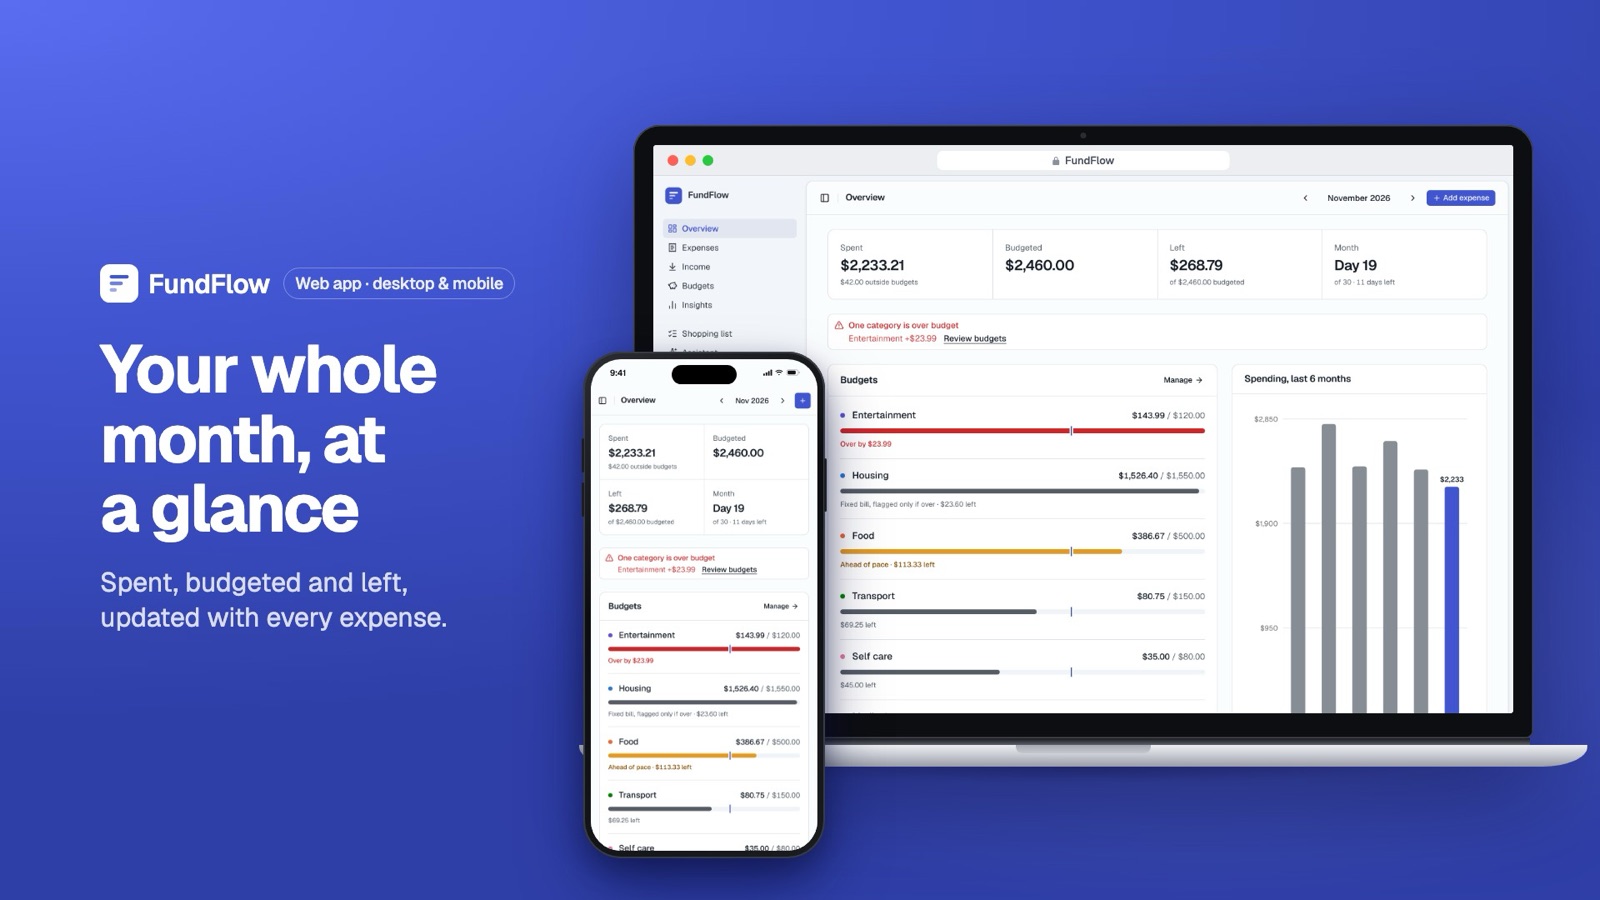 FundFlow
Web app · desktop & mobile
Your whole
month, at
a glance
Spent, budgeted and left,
updated with every expense.
FundFlow
FundFlow
Overview
Expenses
Income
Budgets
Insights
Shopping list
Assistant
Overview
November 2026
+ Add expense
Spent
$2,233.21
$42.00 outside budgets
Budgeted
$2,460.00
Left
$268.79
of $2,460.00 budgeted
Month
Day 19
of 30 · 11 days left
One category is over budget
Entertainment +$23.99 Review budgets
Budgets
Manage →
Entertainment $143.99 / $120.00
Over by $23.99
Housing $1,526.40 / $1,550.00
Fixed bill, flagged only if over · $23.60 left
Food $386.67 / $500.00
Ahead of pace · $113.33 left
Transport $80.75 / $150.00
$69.25 left
Self care $35.00 / $80.00
$45.00 left
Spending, last 6 months
$2,850
$1,900
$950
$2,233
9:41
Overview
Nov 2026
+
Spent
$2,233.21
$42.00 outside budgets
Budgeted
$2,460.00
Left
$268.79
of $2,460.00 budgeted
Month
Day 19
of 30 · 11 days left
One category is over budget
Entertainment +$23.99 Review budgets
Budgets
Manage →
Entertainment $143.99 / $120.00
Over by $23.99
Housing $1,526.40 / $1,550.00
Fixed bill, flagged only if over · $23.60 left
Food $386.67 / $500.00
Ahead of pace · $113.33 left
Transport $80.75 / $150.00
$69.25 left
Self care $35.00 / $80.00